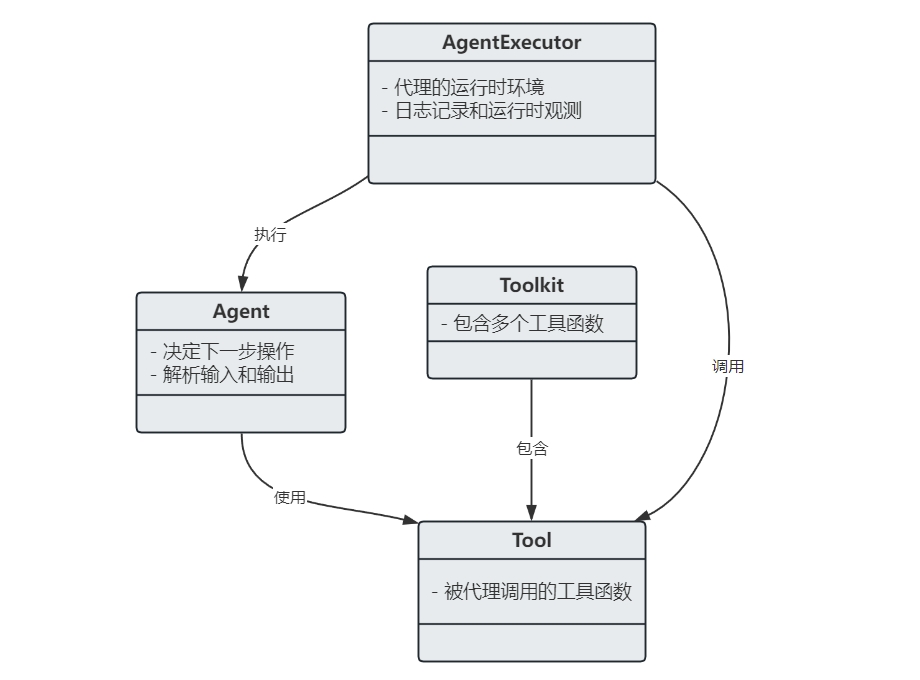 AgentExecutor
- 代理的运行时环境
- 日志记录和运行时观测
执行
Agent
- 决定下一步操作
- 解析输入和输出
Toolkit
- 包含多个工具函数
调用
包含
使用
Tool
- 被代理调用的工具函数